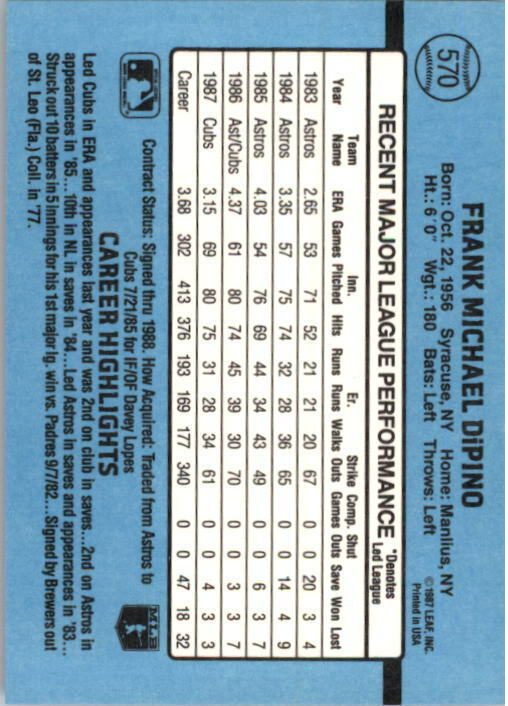 570
FRANK MICHAEL DiPINO
Born: Oct. 22, 1956 Syracuse, NY Home: Manlius, NY
Ht.: 6' 0" Wgt.: 180 Bats: Left Throws: Left
© 1987 LEAF, INC.
Printed in USA
RECENT MAJOR LEAGUE PERFORMANCE *Denotes Led League
Year Team Name ERA Games Inn. Pitched Hits Runs Er. Runs Walks Strike Outs Comp. Games Shut Outs Save Won Lost
1983 Astros 2.65 53 71 52 21 21 20 67 0 0 20 3 4
1984 Astros 3.35 57 75 74 32 28 36 65 0 0 14 4 9
1985 Astros 4.03 54 76 69 44 34 43 49 0 0 6 3 7
1986 Ast/Cubs 4.37 61 80 74 45 39 30 70 0 0 3 3 7
1987 Cubs 3.15 69 80 75 31 28 34 61 0 0 4 3 3
Career 3.68 302 413 376 193 169 177 340 0 0 47 18 32
Contract Status: Signed thru 1988. How Acquired: Traded from Astros to
Cubs 7/21/85 for IF/OF Davey Lopes
MLB
CAREER HIGHLIGHTS
Led Cubs in ERA and appearances last year and was 2nd on club in saves...2nd on Astros in
appearances in '85...10th in NL in saves in '84...Led Astros in saves and appearances in '83...
Struck out 10 batters in 5 innings for his 1st major lg. win vs. Padres 9/7/82...Signed by Brewers out
of St. Leo (Fla.) Coll. in '77.